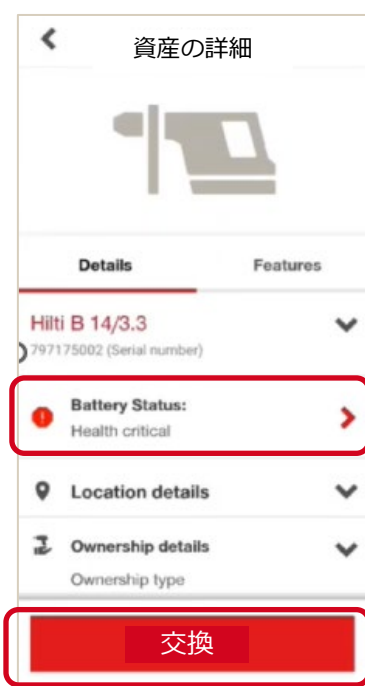 資産の詳細
Details Features
Hilti B 14/3.3
797175002 (Serial number)
Battery Status:
Health critical
Location details
Ownership details
Ownership type
交換